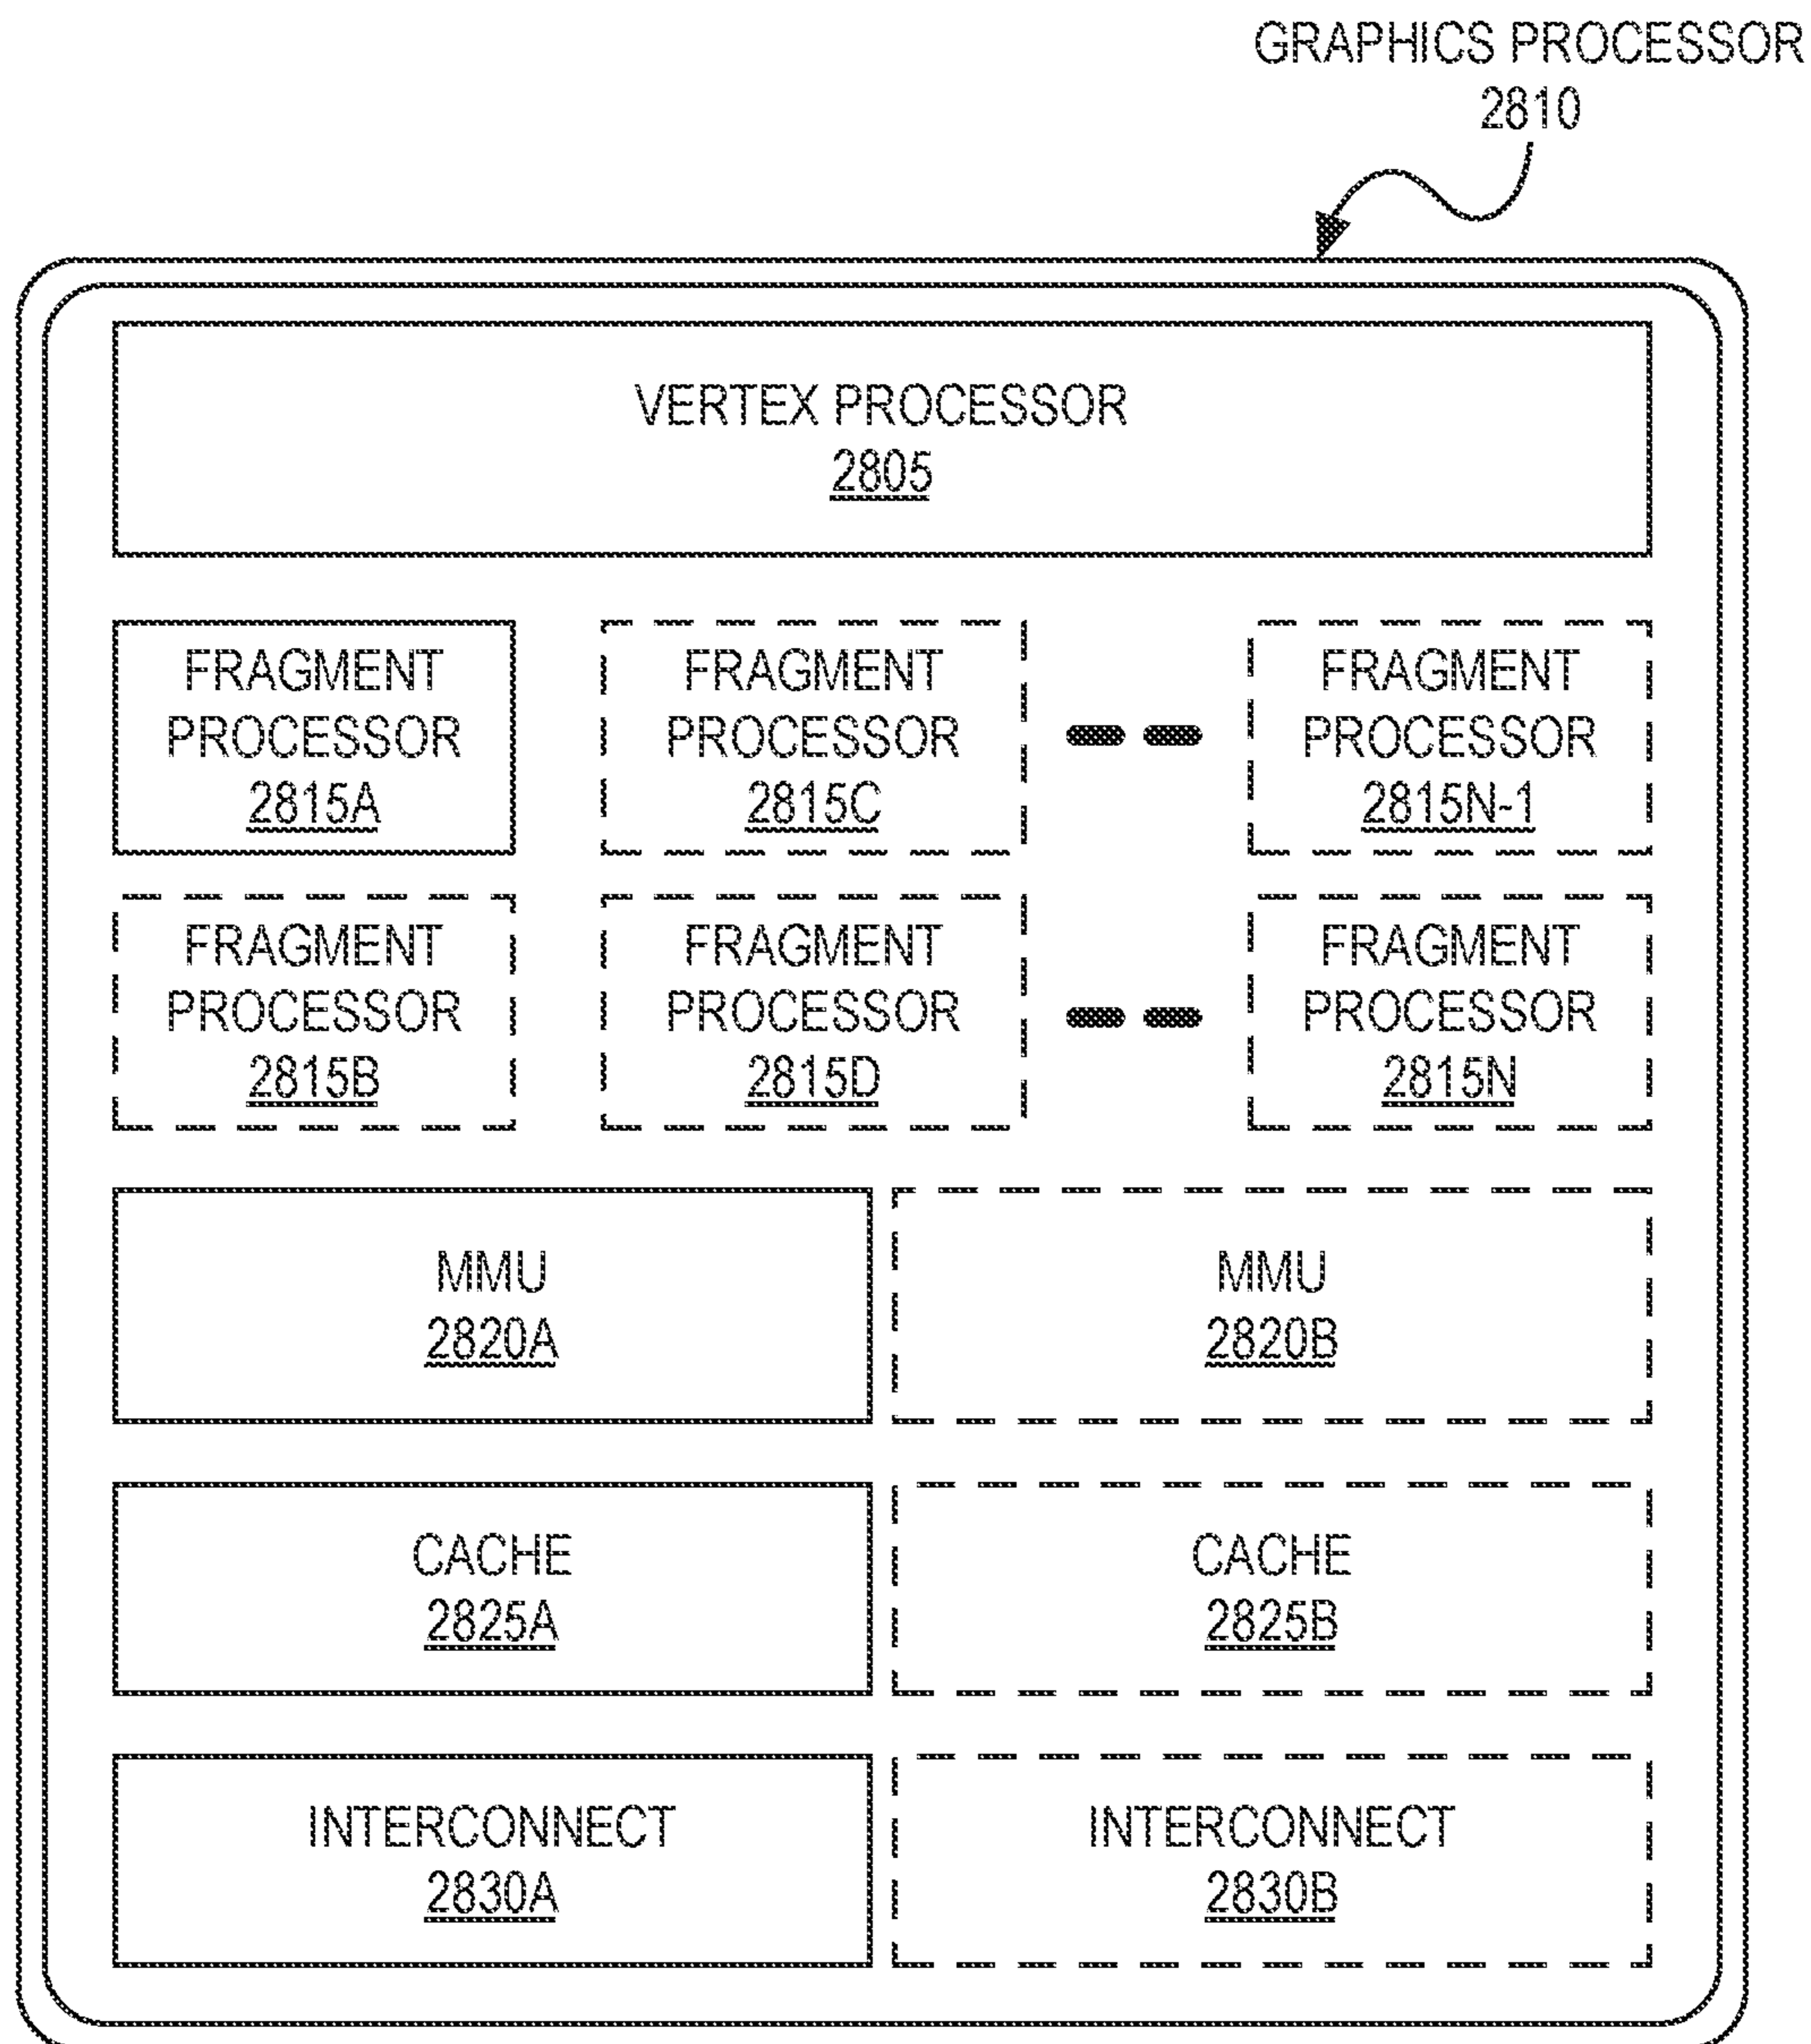 GRAPHICS PROCESSOR
2810
VERTEX PROCESSOR
2805
FRAGMENT
PROCESSOR
2815A
FRAGMENT
PROCESSOR
2815C
FRAGMENT
PROCESSOR
2815N-1
FRAGMENT
PROCESSOR
2815B
FRAGMENT
PROCESSOR
2815D
FRAGMENT
PROCESSOR
2815N
MMU
2820A
MMU
2820B
CACHE
2825A
CACHE
2825B
INTERCONNECT
2830A
INTERCONNECT
2830B